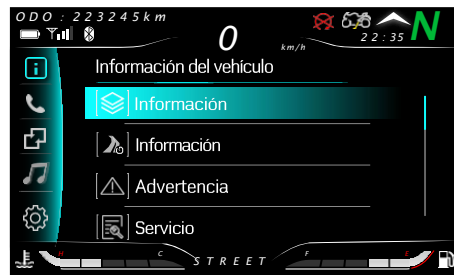 ODO : 223245km
0
km/h
22:35
N
Información del vehículo
Información
Información
Advertencia
Servicio
H
C
STREET
F
E